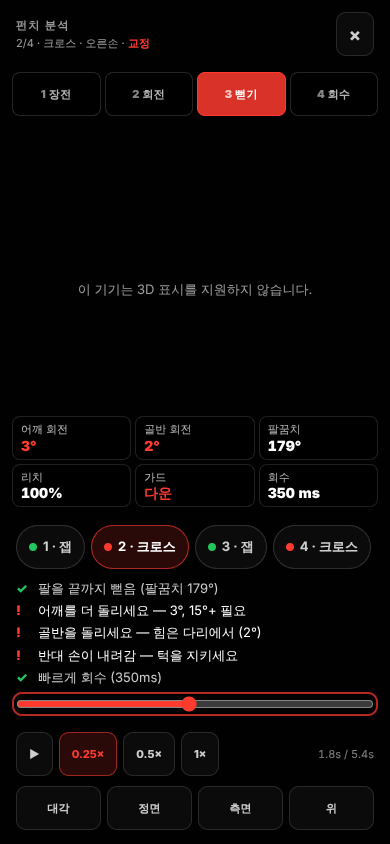 펀치 분석
2/4 · 크로스 · 오른손 · 교정
×
1 장전
2 회전
3 뻗기
4 회수
이 기기는 3D 표시를 지원하지 않습니다.
어깨 회전
3°
골반 회전
2°
팔꿈치
179°
리치
100%
가드
다운
회수
350 ms
1 · 잽
2 · 크로스
3 · 잽
4 · 크로스
✓ 팔을 끝까지 뻗음 (팔꿈치 179°)
! 어깨를 더 돌리세요 — 3°, 15°+ 필요
! 골반을 돌리세요 — 힘은 다리에서 (2°)
! 반대 손이 내려감 — 턱을 지키세요
✓ 빠르게 회수 (350ms)
▶
0.25×
0.5×
1×
1.8s / 5.4s
대각
정면
측면
위